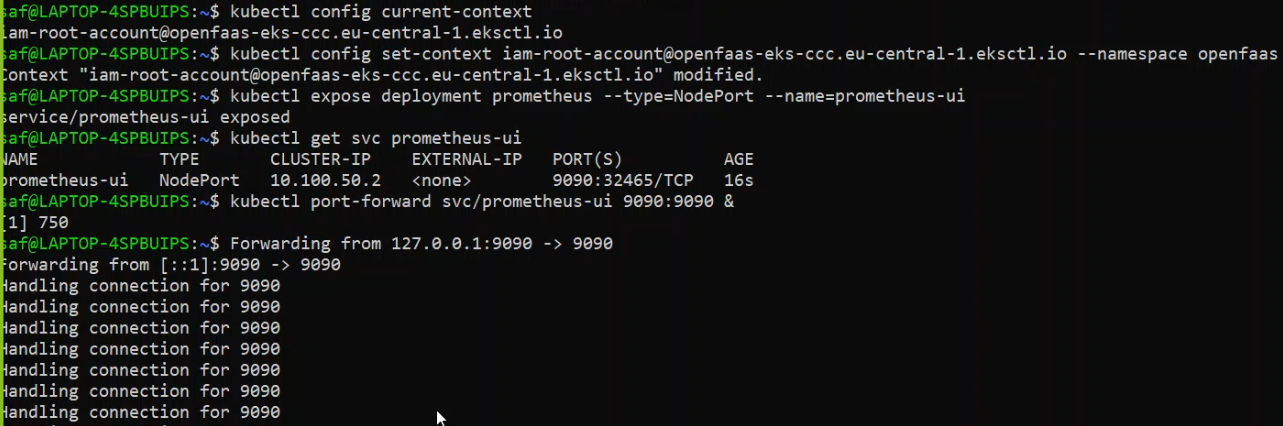 saf@LAPTOP-4SPBUIPS:~$ kubectl config current-context
iam-root-account@openfaas-eks-ccc.eu-central-1.eksctl.io
saf@LAPTOP-4SPBUIPS:~$ kubectl config set-context iam-root-account@openfaas-eks-ccc.eu-central-1.eksctl.io --namespace openfaas
Context "iam-root-account@openfaas-eks-ccc.eu-central-1.eksctl.io" modified.
saf@LAPTOP-4SPBUIPS:~$ kubectl expose deployment prometheus --type=NodePort --name=prometheus-ui
service/prometheus-ui exposed
saf@LAPTOP-4SPBUIPS:~$ kubectl get svc prometheus-ui
NAME TYPE CLUSTER-IP EXTERNAL-IP PORT(S) AGE
prometheus-ui NodePort 10.100.50.2 <none> 9090:32465/TCP 16s
saf@LAPTOP-4SPBUIPS:~$ kubectl port-forward svc/prometheus-ui 9090:9090 &
[1] 750
saf@LAPTOP-4SPBUIPS:~$ Forwarding from 127.0.0.1:9090 -> 9090
Forwarding from [::1]:9090 -> 9090
Handling connection for 9090
Handling connection for 9090
Handling connection for 9090
Handling connection for 9090
Handling connection for 9090
Handling connection for 9090
Handling connection for 9090